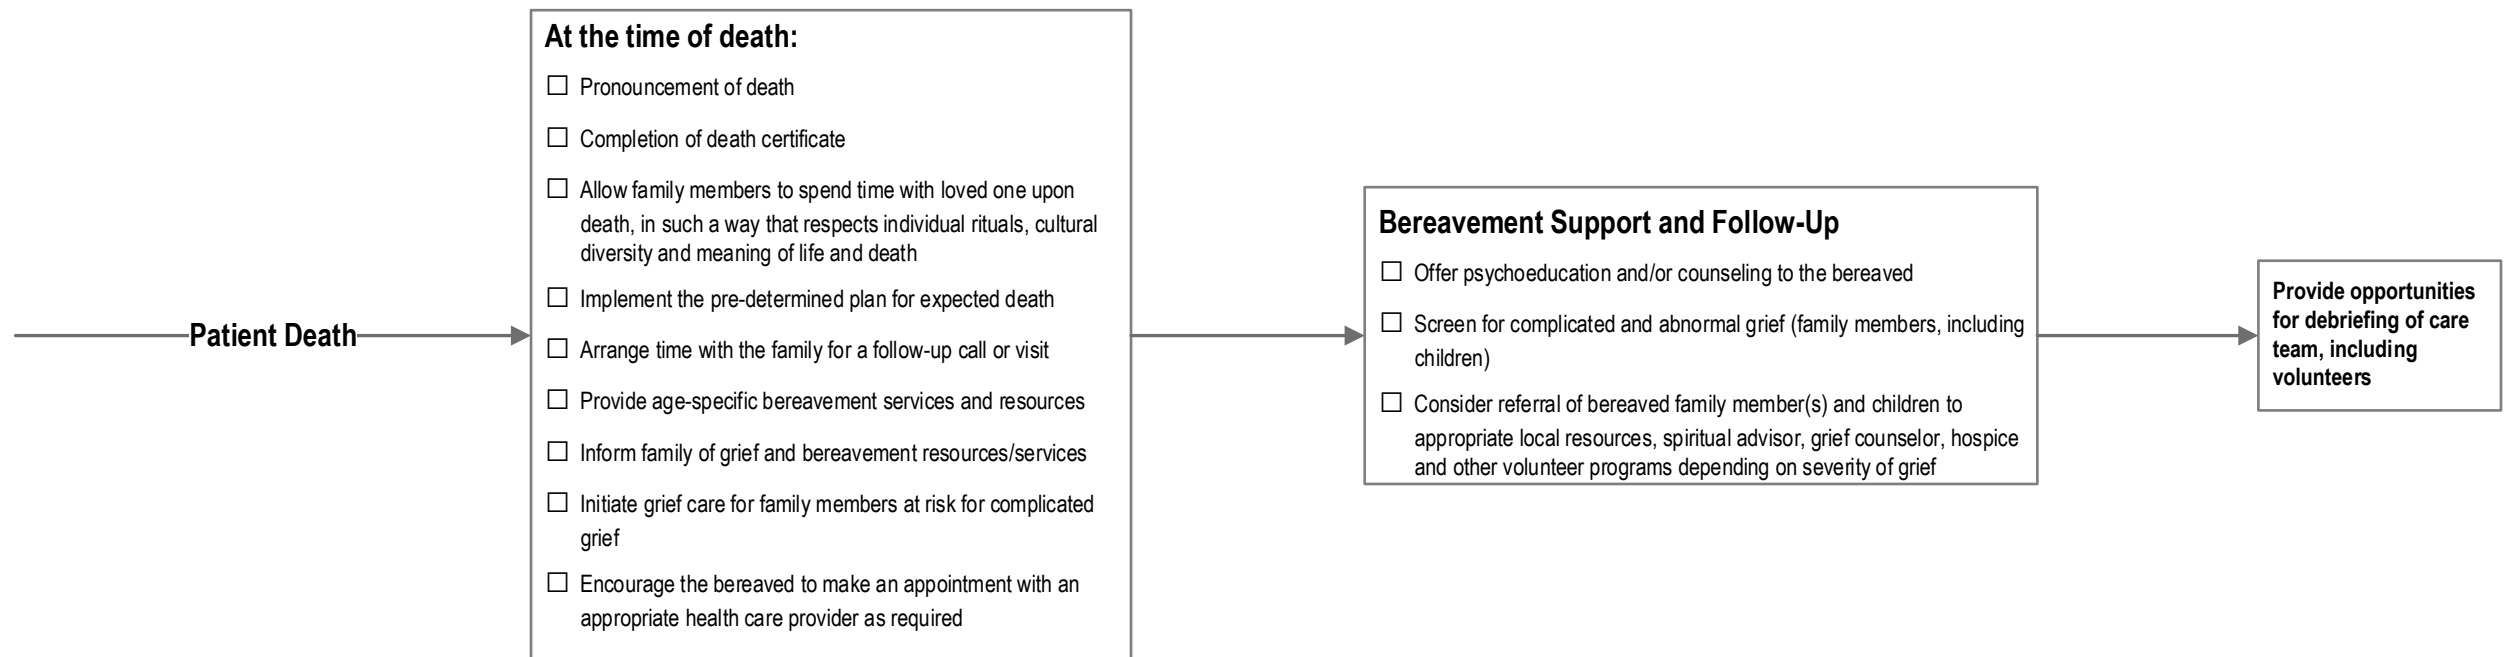 Patient Death
At the time of death:
☐ Pronouncement of death
☐ Completion of death certificate
☐ Allow family members to spend time with loved one upon
death, in such a way that respects individual rituals, cultural
diversity and meaning of life and death
☐ Implement the pre-determined plan for expected death
☐ Arrange time with the family for a follow-up call or visit
☐ Provide age-specific bereavement services and resources
☐ Inform family of grief and bereavement resources/services
☐ Initiate grief care for family members at risk for complicated
grief
☐ Encourage the bereaved to make an appointment with an
appropriate health care provider as required
Bereavement Support and Follow-Up
☐ Offer psychoeducation and/or counseling to the bereaved
☐ Screen for complicated and abnormal grief (family members, including
children)
☐ Consider referral of bereaved family member(s) and children to
appropriate local resources, spiritual advisor, grief counselor, hospice
and other volunteer programs depending on severity of grief
Provide opportunities
for debriefing of care
team, including
volunteers